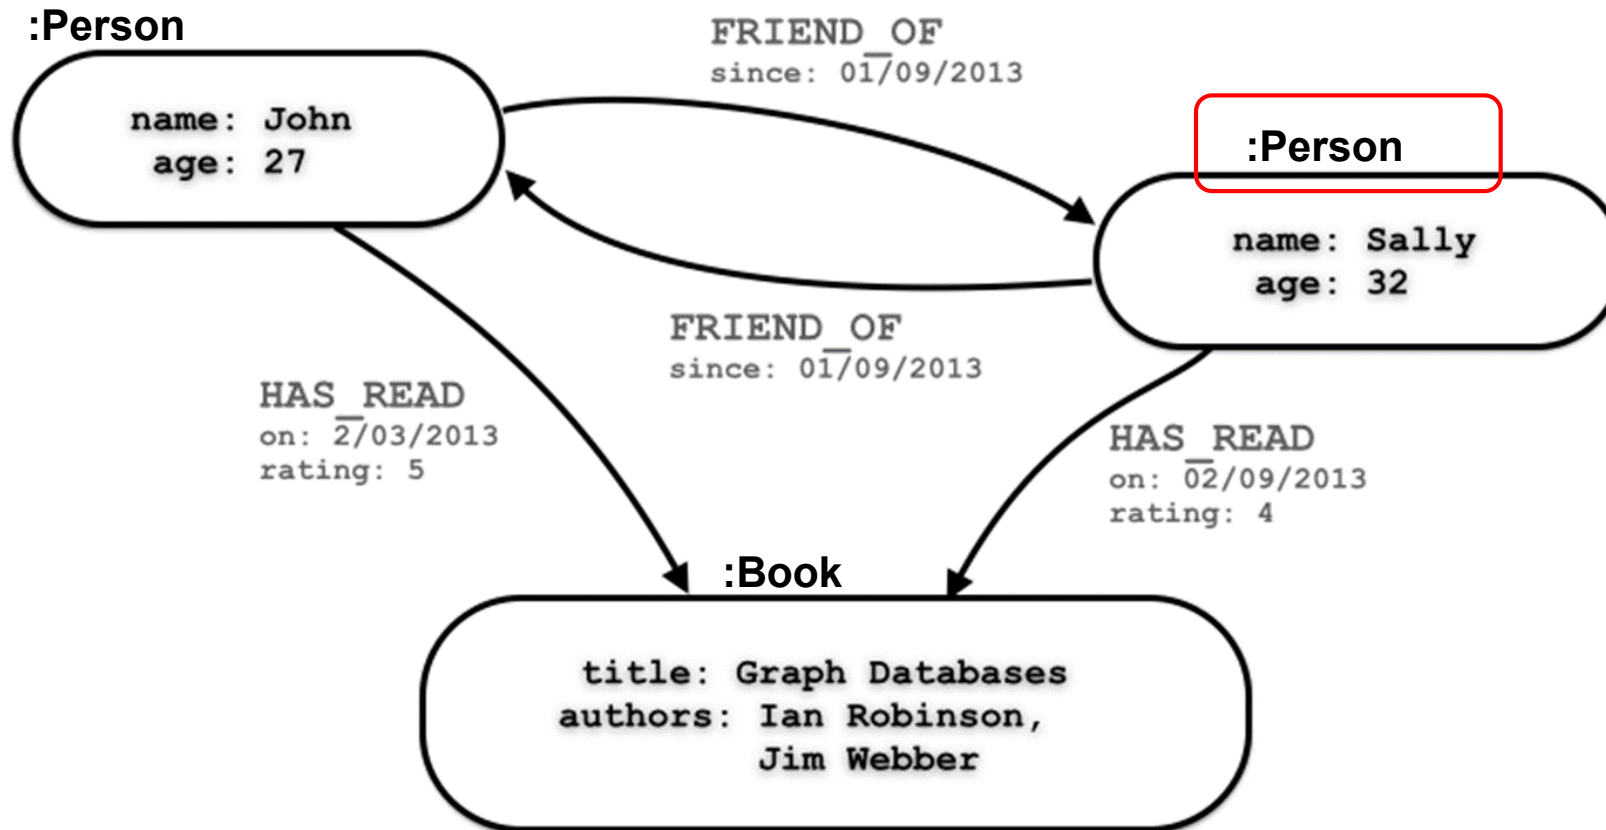 :Person
name: John
age: 27
FRIEND_OF
since: 01/09/2013
:Person
name: Sally
age: 32
FRIEND_OF
since: 01/09/2013
HAS_READ
on: 2/03/2013
rating: 5
HAS_READ
on: 02/09/2013
rating: 4
:Book
title: Graph Databases
authors: Ian Robinson,
Jim Webber